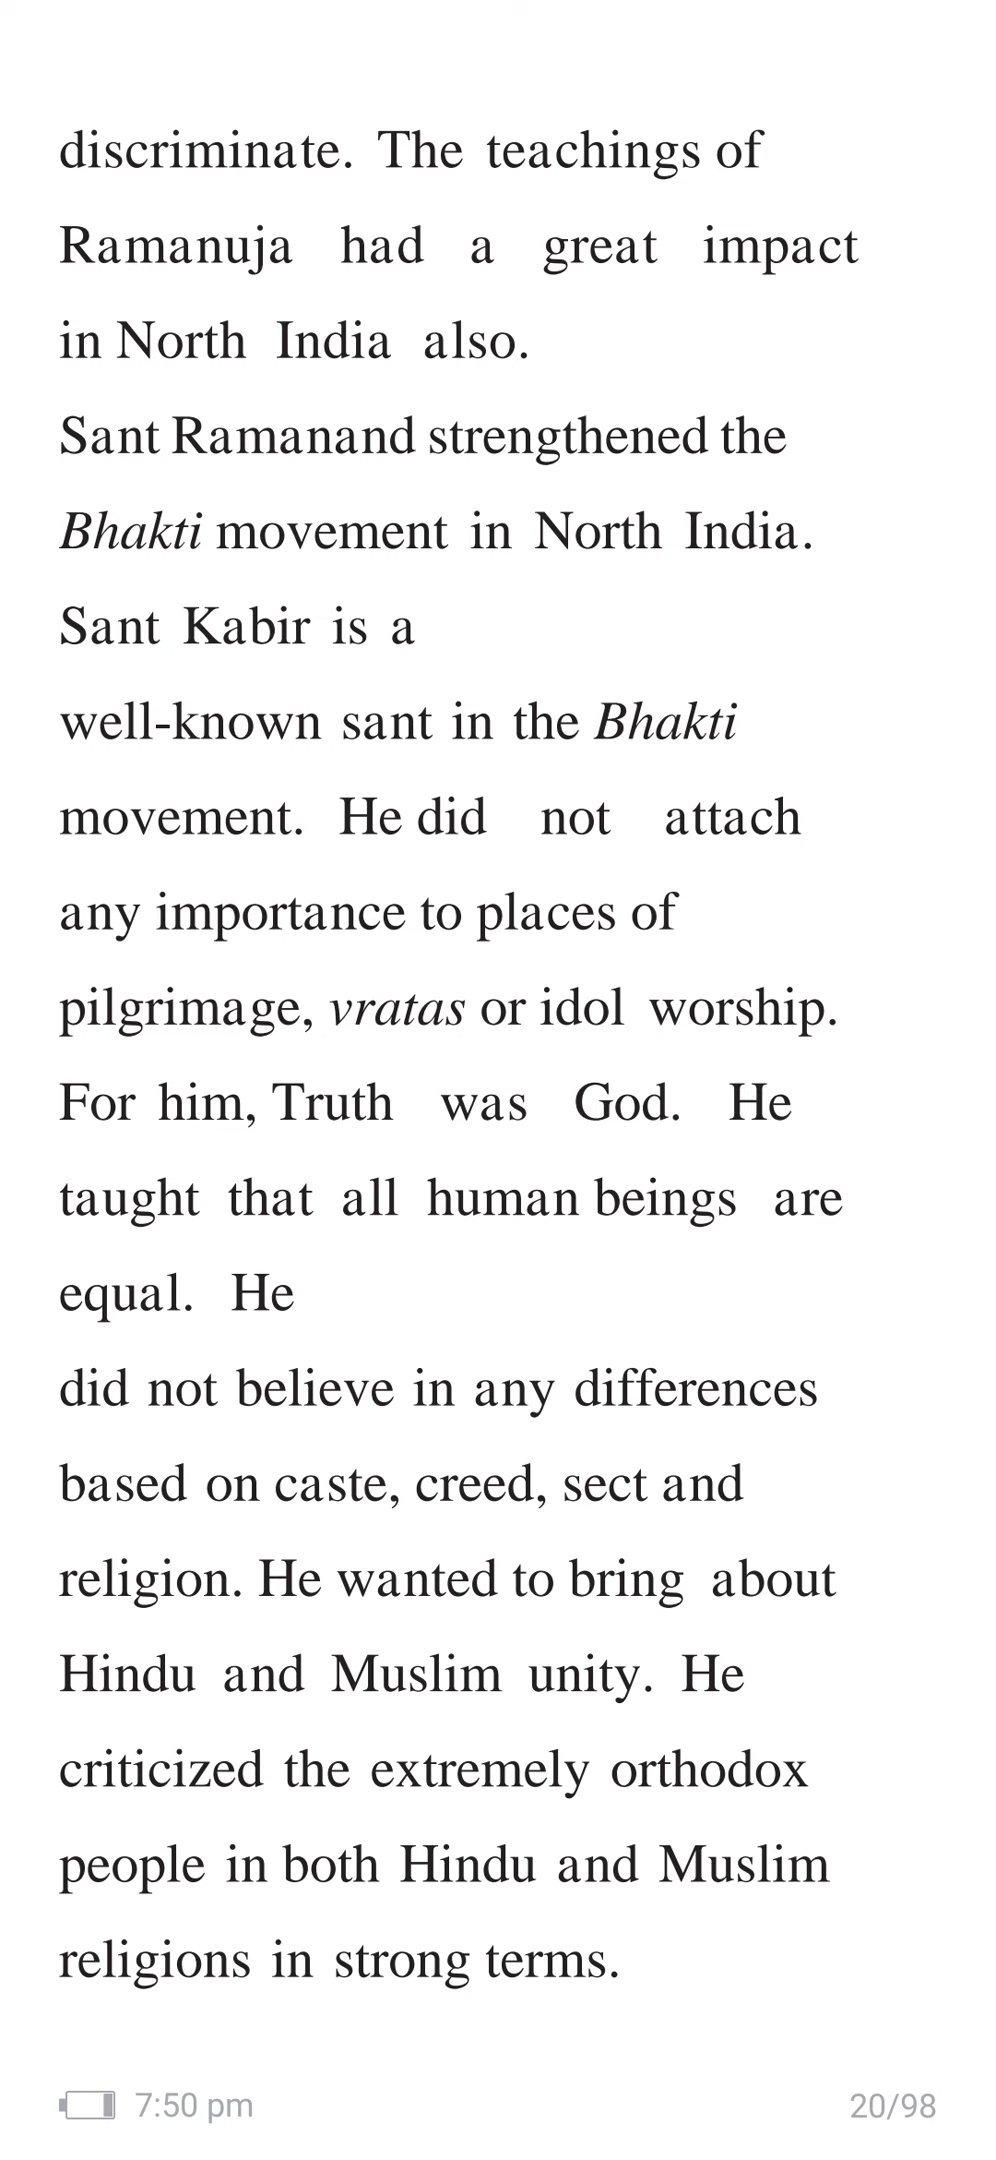 discriminate. The teachings of
Ramanuja had a great impact
in North India also.
Sant Ramanand strengthened the
Bhakti movement in North India.
Sant Kabir is a
well-known sant in the Bhakti
movement. He did not attach
any importance to places of
pilgrimage, vratas or idol worship.
For him, Truth was God. He
taught that all human beings are
equal. He
did not believe in any differences
based on caste, creed, sect and
religion. He wanted to bring about
Hindu and Muslim unity. He
criticized the extremely orthodox
people in both Hindu and Muslim
religions in strong terms.
7:50 pm 20/98